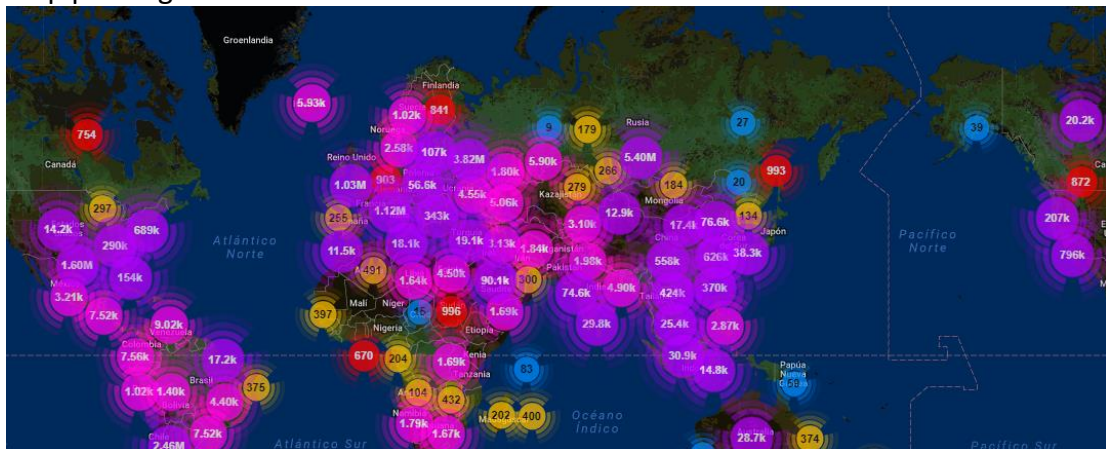 Groenlandia
Finlandia
5.93k
841
1.02k
20.2k
754
9
179
Rusia
27
39
2.58k
107k
3.82M
5.90k
5.40M
Canadá
Reino Unido
903
1.80k
266
993
1.03M
56.6k
4.55k
279
184
20
872
297
5.06k
Mongolia
255
1.12M
343k
3.10k
12.9k
134
207k
14.2k
689k
17.4k
76.6k
Japón
290k
Atlántico
Norte
11.5k
18.1k
19.1k
3.13k
1.84k
China
38.3k
Pacífico
Norte
1.60M
491
1.64k
4.50k
1.98k
558k
626k
796k
154k
90.1k
300
Pakistán
3.21k
Malí
Níger
74.6k
4.90k
424k
370k
7.52k
397
15
996
1.69k
9.02k
Nigeria
Etiopía
29.8k
25.4k
2.87k
Colombia
7.56k
17.2k
670
204
1.69k
Kenia
30.9k
Tanzania
83
14.8k
Papúa
Nueva
Brasil
375
59
1.02k
1.40k
4.40k
104
432
Bolivia
202
400
Océano
Índico
1.79k
7.52k
1.67k
28.7k
374
Chile
2.46M
Atlántico Sur
Pacífico Sur